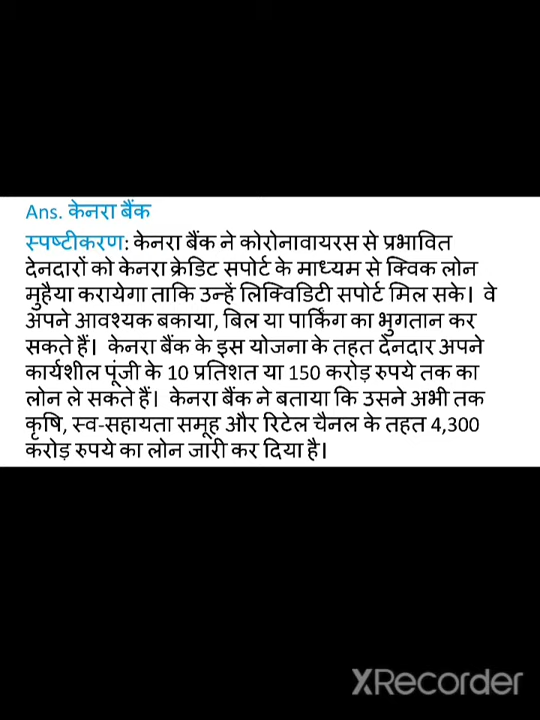 Ans. केनरा बैंक
स्पष्टीकरण: केनरा बैंक ने कोरोनावायरस से प्रभावित
देनदारों को केनरा क्रेडिट सपोर्ट के माध्यम से क्विक लोन
मुहैया करायेगा ताकि उन्हें लिक्विडिटी सपोर्ट मिल सके। वे
अपने आवश्यक बकाया, बिल या पार्किंग का भुगतान कर
सकते हैं। केनरा बैंक के इस योजना के तहत देनदार अपने
कार्यशील पूंजी के 10 प्रतिशत या 150 करोड़ रुपये तक का
लोन ले सकते हैं। केनरा बैंक ने बताया कि उसने अभी तक
कृषि, स्व-सहायता समूह और रिटेल चैनल के तहत 4,300
करोड़ रुपये का लोन जारी कर दिया है।
XRecorder